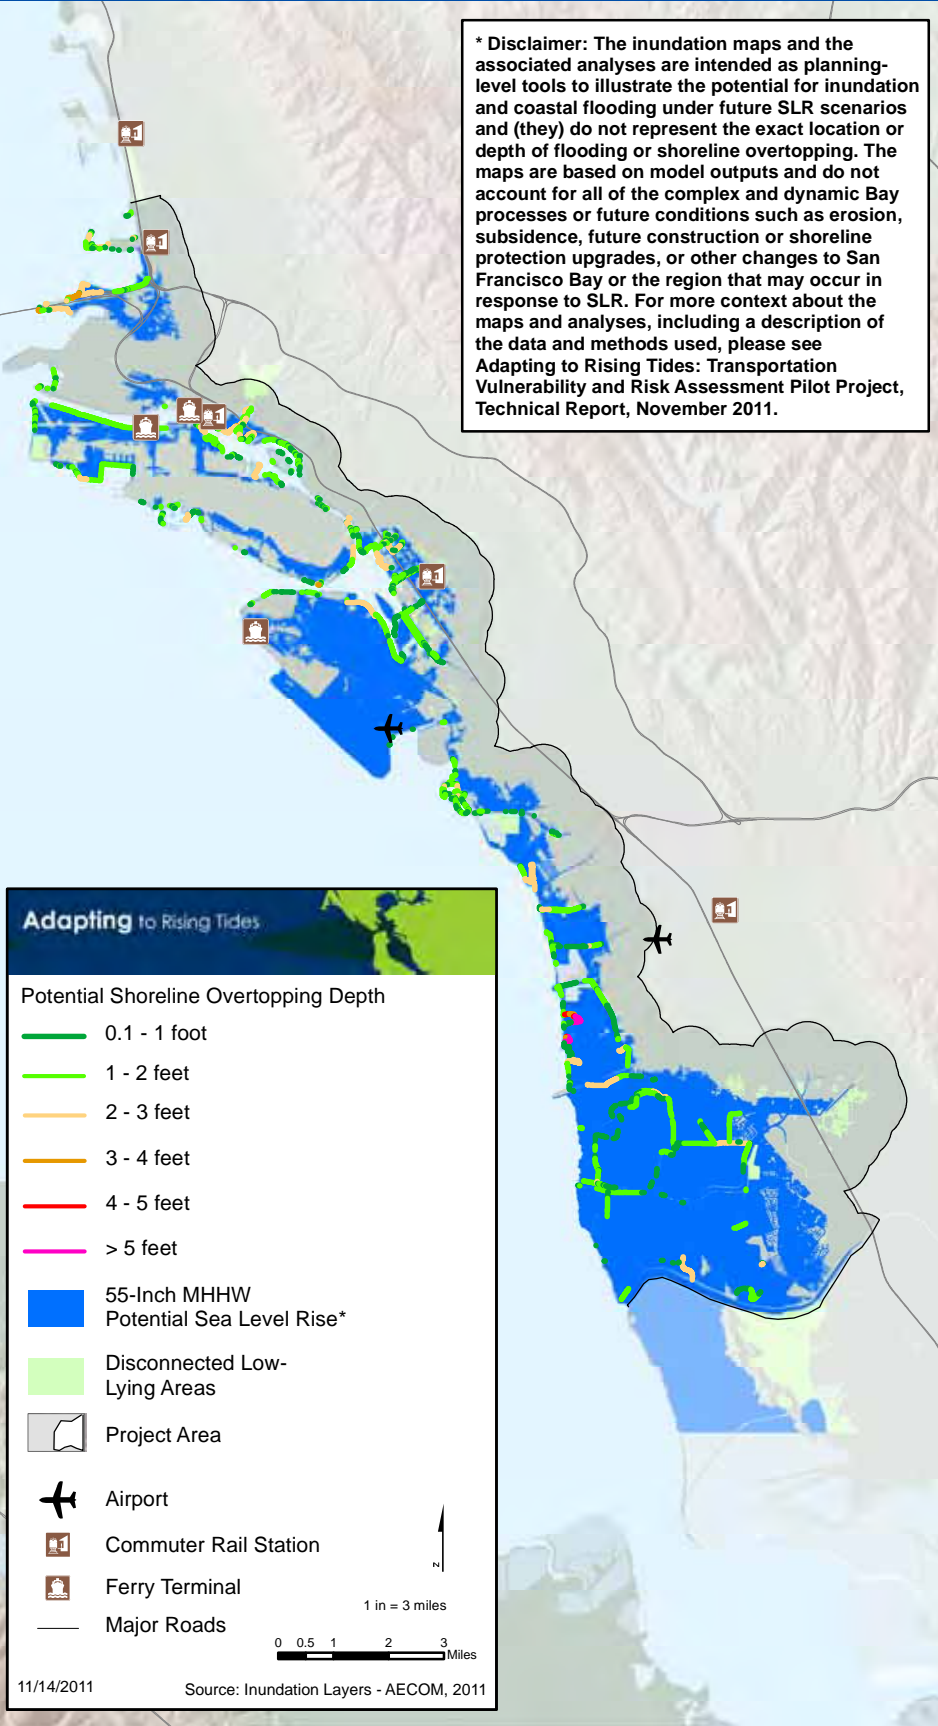 * Disclaimer: The inundation maps and the
associated analyses are intended as planning-
level tools to illustrate the potential for inundation
and coastal flooding under future SLR scenarios
and (they) do not represent the exact location or
depth of flooding or shoreline overtopping. The
maps are based on model outputs and do not
account for all of the complex and dynamic Bay
processes or future conditions such as erosion,
subsidence, future construction or shoreline
protection upgrades, or other changes to San
Francisco Bay or the region that may occur in
response to SLR. For more context about the
maps and analyses, including a description of
the data and methods used, please see
Adapting to Rising Tides: Transportation
Vulnerability and Risk Assessment Pilot Project,
Technical Report, November 2011.
Adapting to Rising Tides
Potential Shoreline Overtopping Depth
0.1 - 1 foot
1 - 2 feet
2 - 3 feet
3 - 4 feet
4 - 5 feet
> 5 feet
55-Inch MHHW
Potential Sea Level Rise*
Disconnected Low-
Lying Areas
Project Area
Airport
Commuter Rail Station
Ferry Terminal
Major Roads
z
1 in = 3 miles
0 0.5 1 2 3
Miles
11/14/2011
Source: Inundation Layers - AECOM, 2011